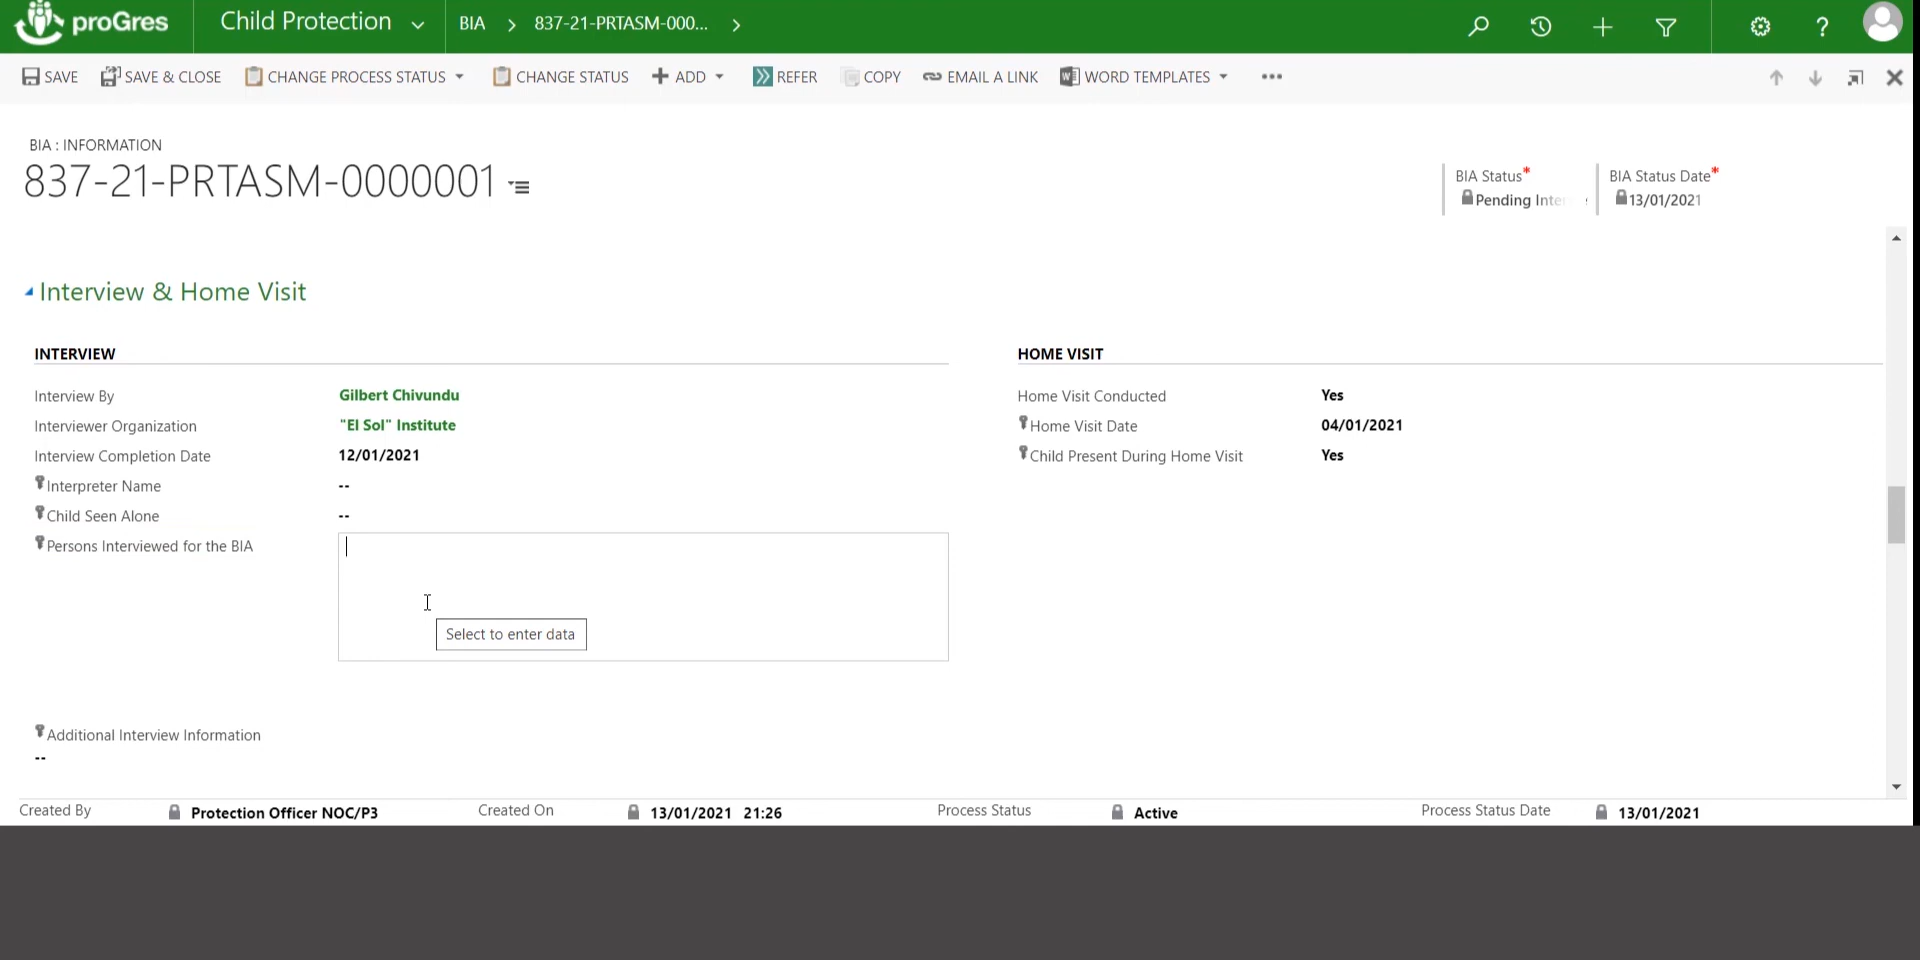 proGres Child Protection BIA 837-21-PRTASM-000...
SAVE SAVE & CLOSE CHANGE PROCESS STATUS CHANGE STATUS ADD REFER COPY EMAIL A LINK WORD TEMPLATES
BIA : INFORMATION
837-21-PRTASM-0000001
BIA Status* BIA Status Date*
Pending Inter 13/01/2021
Interview & Home Visit
INTERVIEW HOME VISIT
Interview By Gilbert Chivundu Home Visit Conducted Yes
Interviewer Organization "El Sol" Institute Home Visit Date 04/01/2021
Interview Completion Date 12/01/2021 Child Present During Home Visit Yes
Interpreter Name --
Child Seen Alone --
Persons Interviewed for the BIA
Select to enter data
Additional Interview Information
--
Created By Protection Officer NOC/P3 Created On 13/01/2021 21:26 Process Status Active Process Status Date 13/01/2021